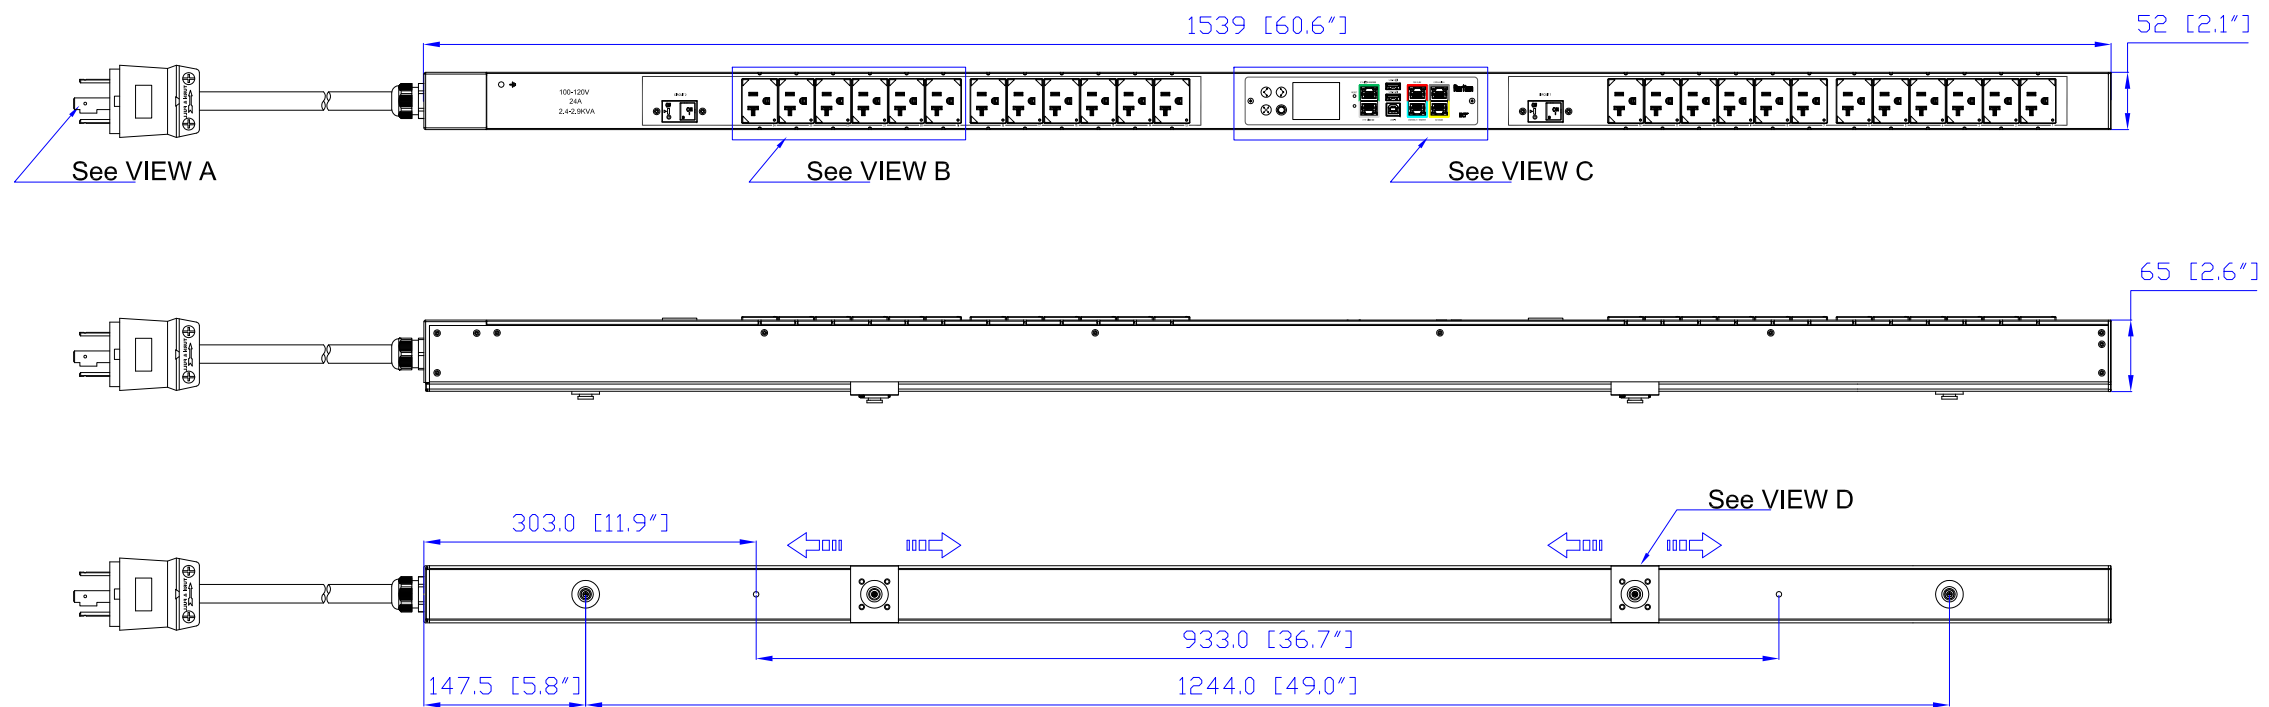 1539 [60.6"]
52 [2.1"]
100-120V
24A
2.4-2.9KVA
Raritan
See VIEW A
See VIEW B
See VIEW C
65 [2.6"]
See VIEW D
303.0 [11.9"]
933.0 [36.7"]
147.5 [5.8"]
1244.0 [49.0"]